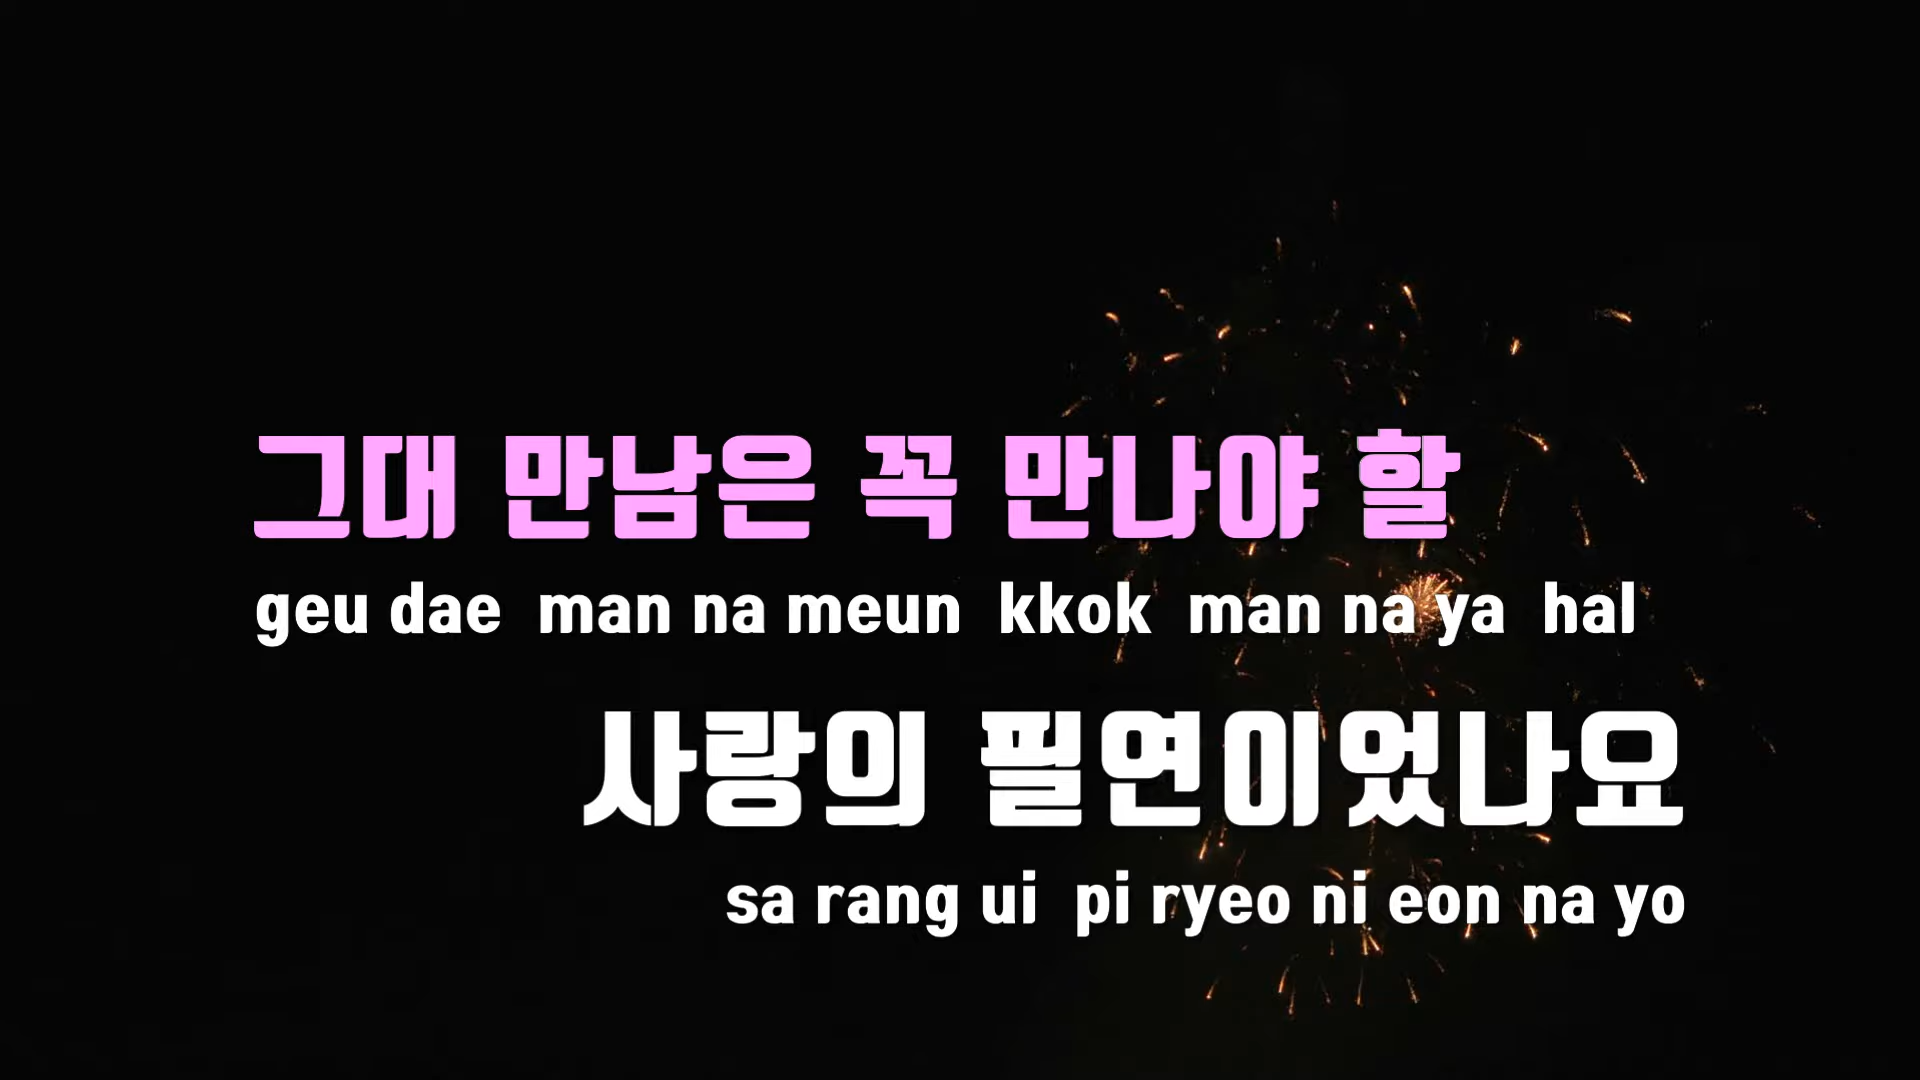 그대 만남은 꼭 만나야 할
geu dae man na meun kkok man na ya hal
사랑의 필연이었나요
sa rang ui pi ryeo ni eon na yo